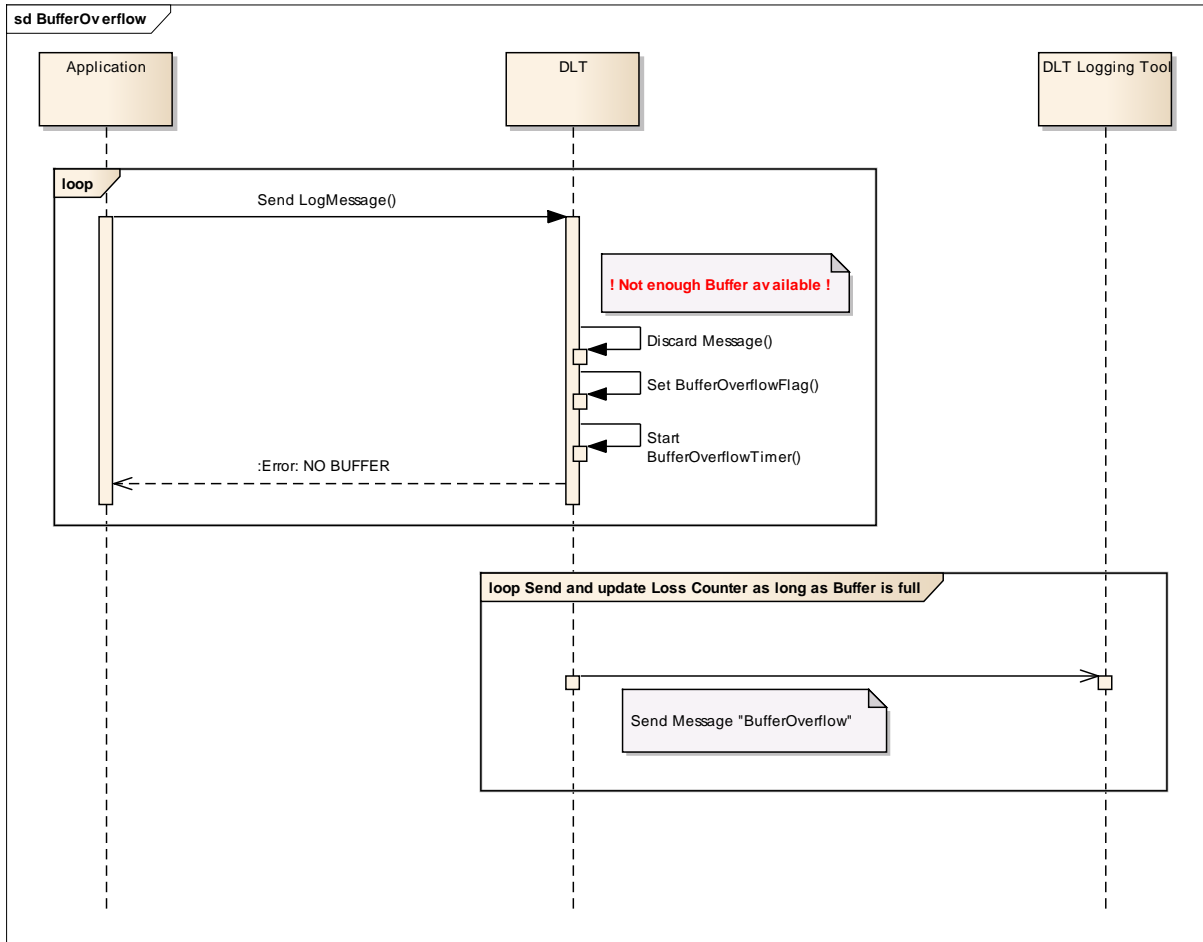 sd BufferOverflow
Application
DLT
DLT Logging Tool
loop
Send LogMessage()
! Not enough Buffer available !
Discard Message()
Set BufferOverflowFlag()
Start
BufferOverflowTimer()
:Error: NO BUFFER
loop Send and update Loss Counter as long as Buffer is full
Send Message "BufferOverflow"